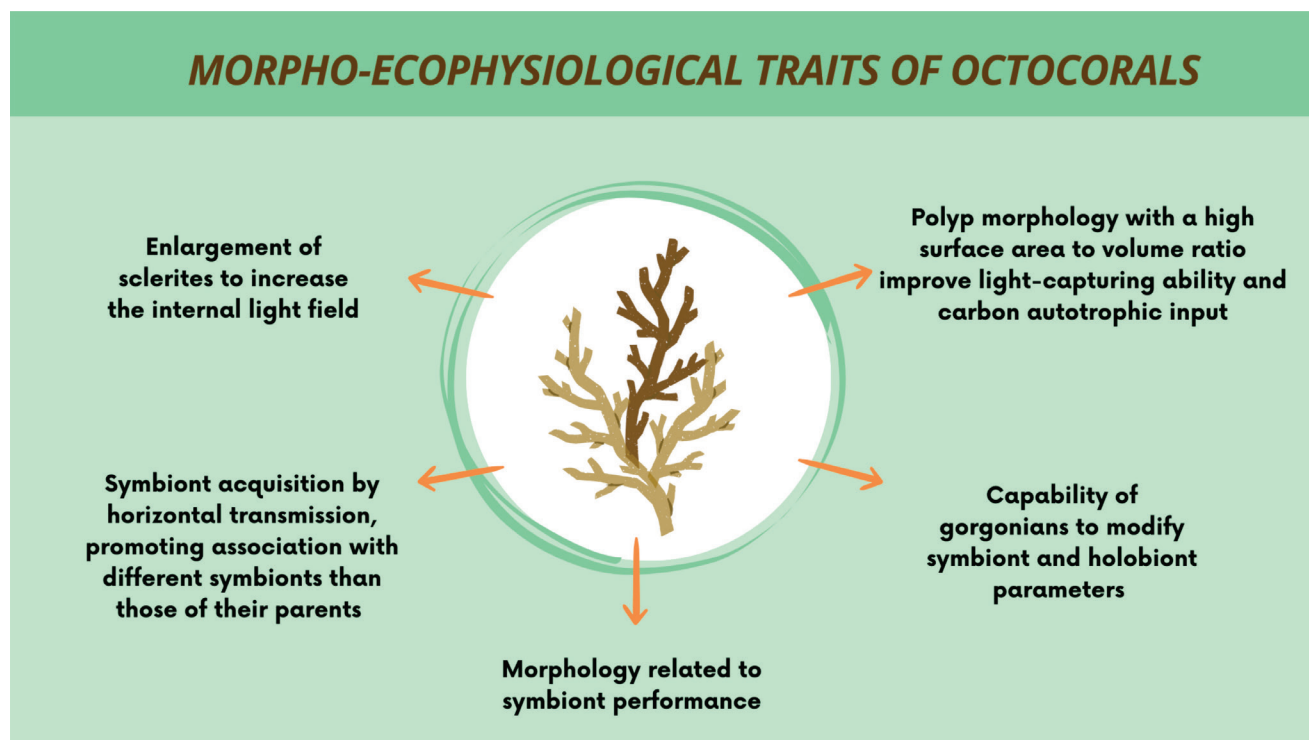 MORPHO-ECOPHYSIOLOGICAL TRAITS OF OCTOCORALS
Enlargement of
sclerites to increase
the internal light field
Polyp morphology with a high
surface area to volume ratio
improve light-capturing ability and
carbon autotrophic input
Symbiont acquisition by
horizontal transmission,
promoting association with
different symbionts than
those of their parents
Capability of
gorgonians to modify
symbiont and holobiont
parameters
Morphology related to
symbiont performance